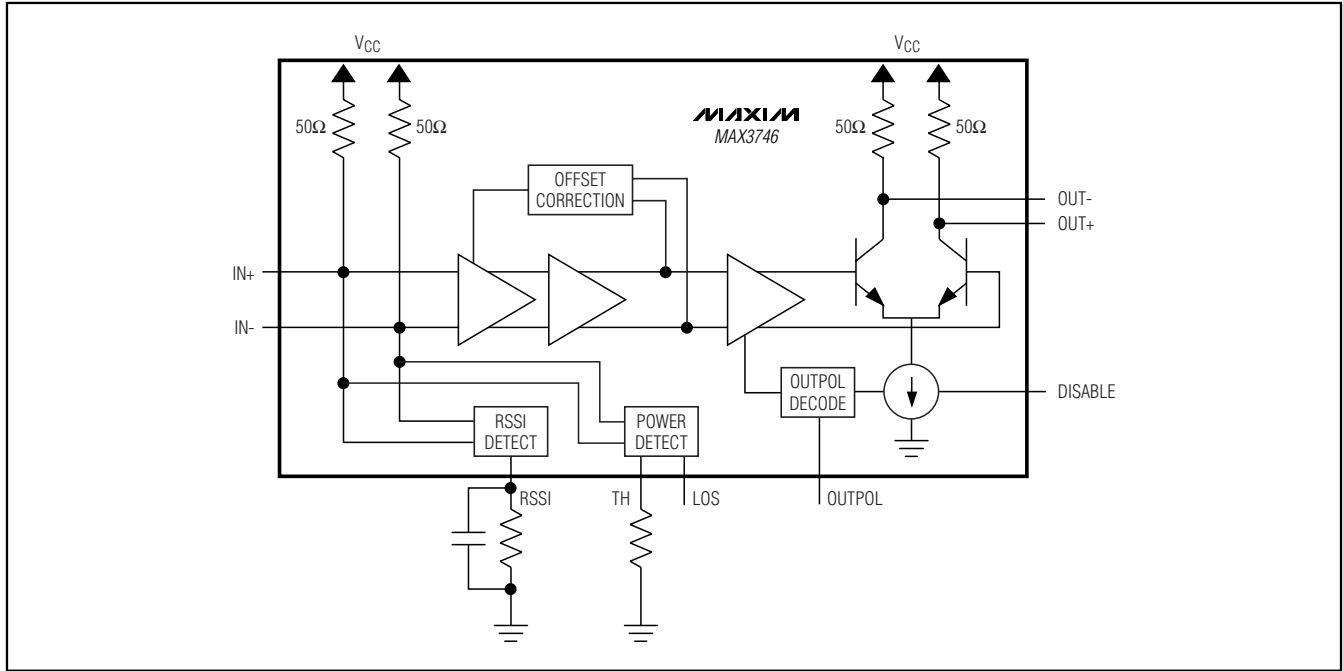 VCC
VCC
50Ω
50Ω
MAXIM
MAX3746
50Ω
50Ω
OFFSET
CORRECTION
OUT-
OUT+
IN+
IN-
OUTPOL
DECODE
DISABLE
RSSI
DETECT
POWER
DETECT
RSSI
TH
LOS
OUTPOL